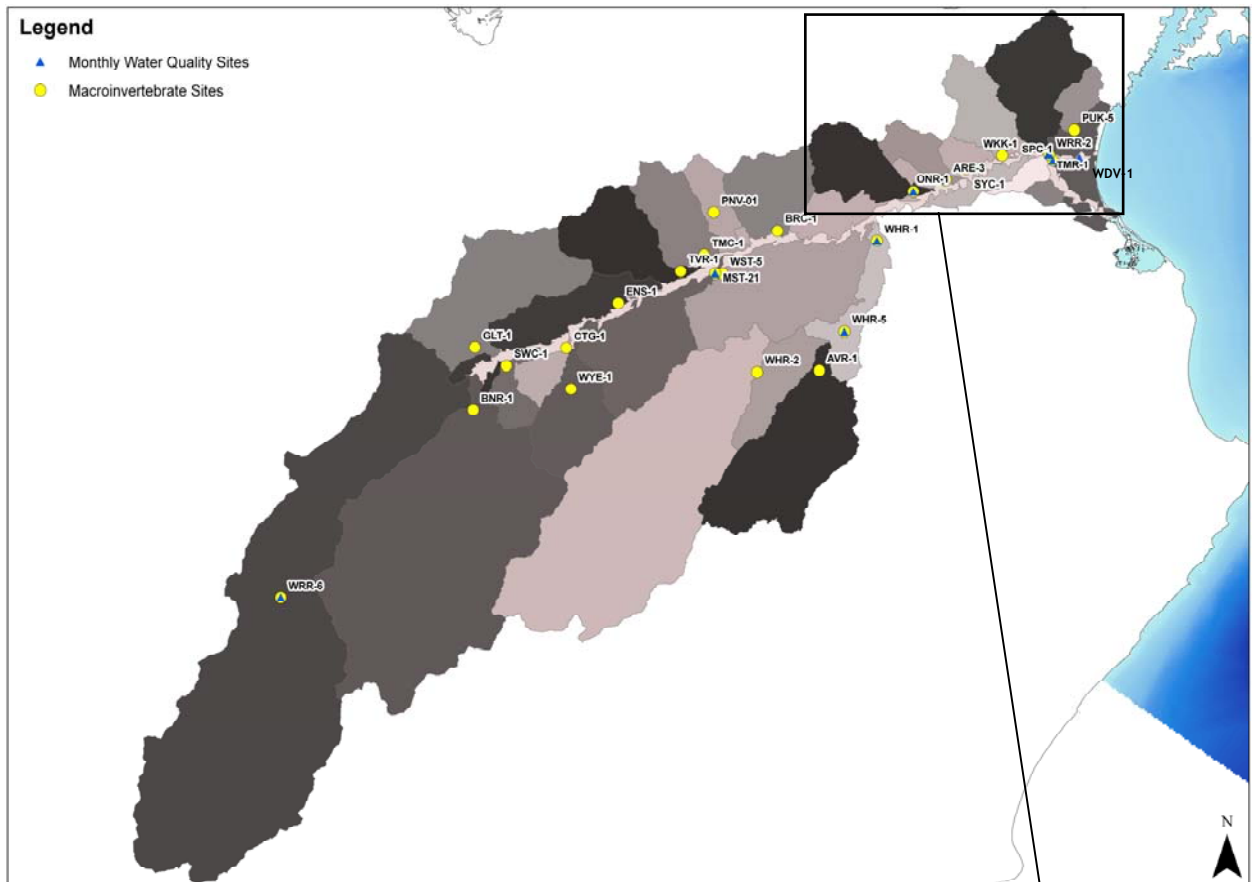 Legend
Monthly Water Quality Sites
Macroinvertebrate Sites
PUK-5
WKK-1
SPC-1
WRR-2
TMR-1
WDV-1
ARE-3
ONR-1
SYC-1
PNV-01
BRC-1
WHR-1
TMC-1
TVR-1
WST-5
MST-21
ENS-1
WHR-5
GLT-1
CTG-1
SWC-1
WHR-2
AVR-1
WYE-1
BNR-1
WRR-6
N